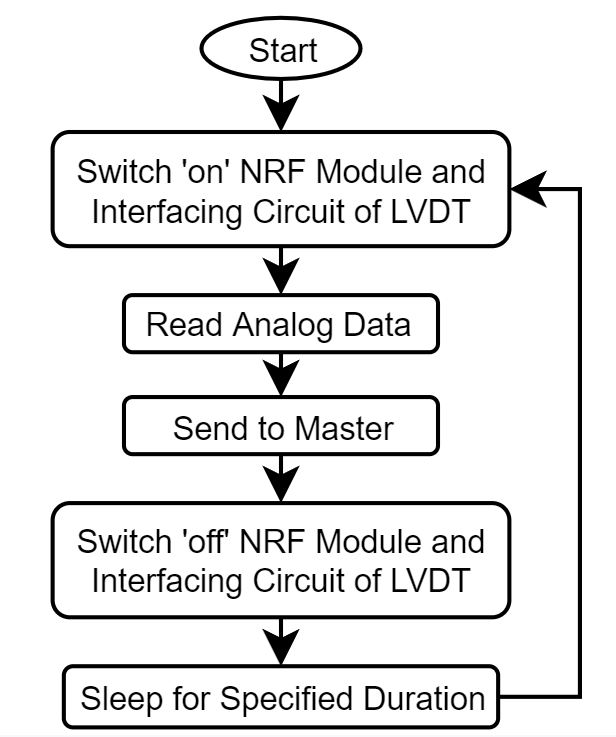 Start
Switch 'on' NRF Module and
Interfacing Circuit of LVDT
Read Analog Data
Send to Master
Switch 'off' NRF Module and
Interfacing Circuit of LVDT
Sleep for Specified Duration